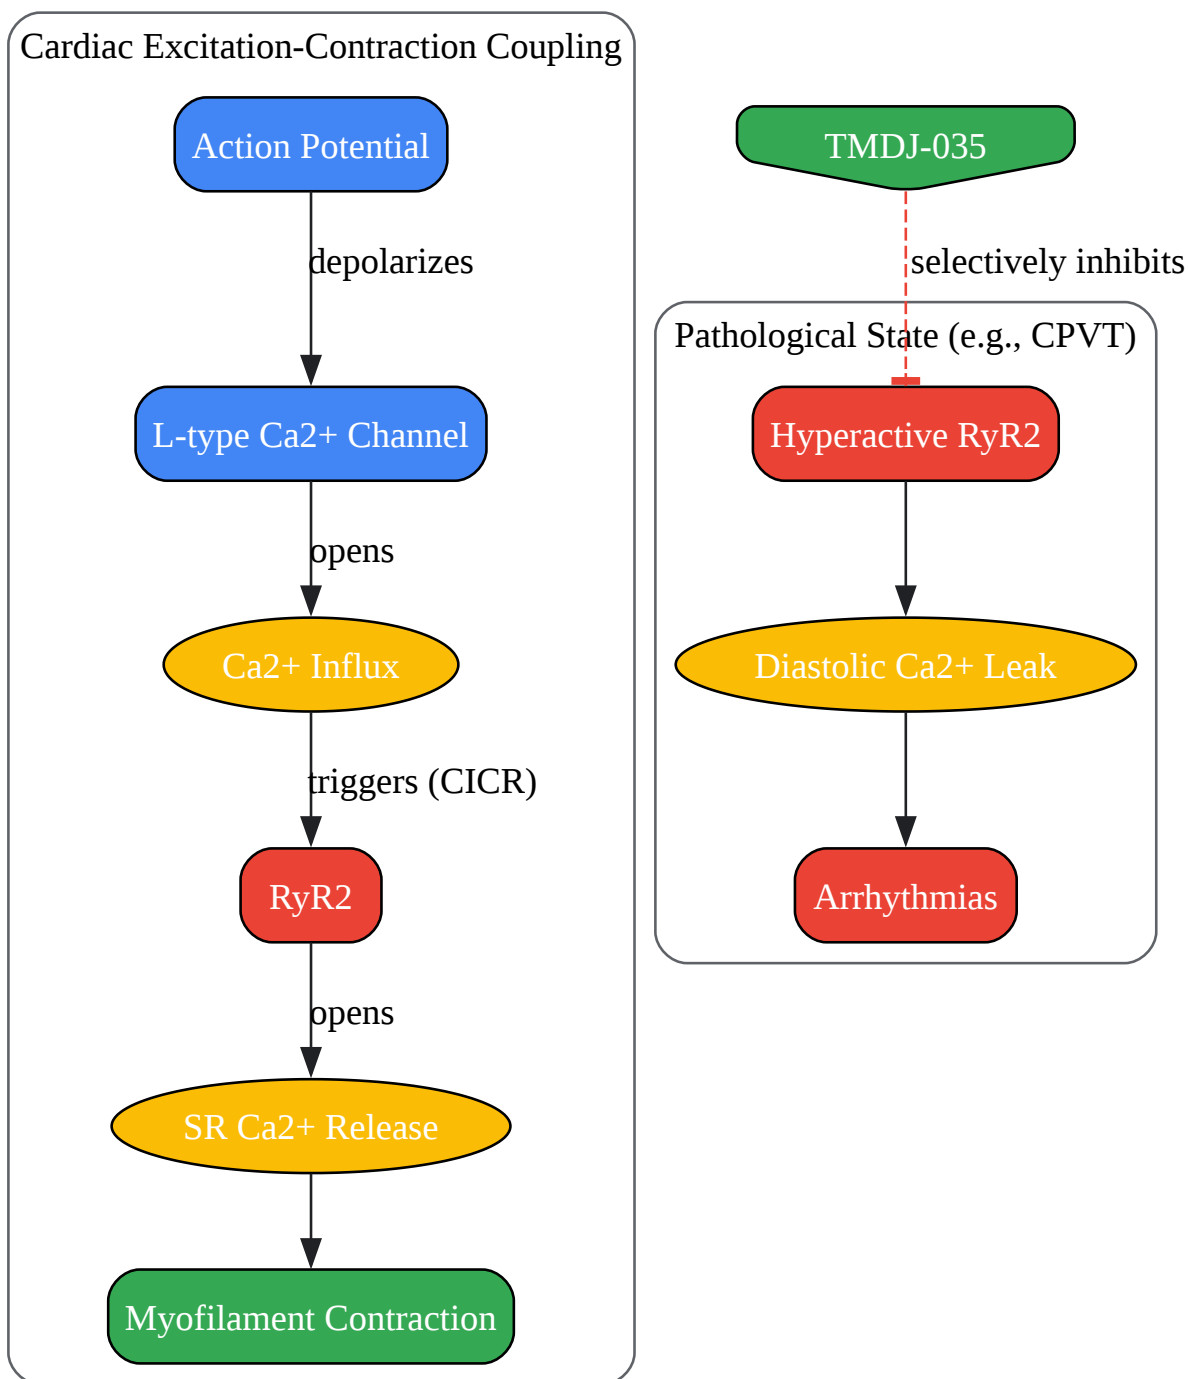 Cardiac Excitation-Contraction Coupling
Action Potential
depolarizes
L-type Ca2+ Channel
opens
Ca2+ Influx
triggers (CICR)
RyR2
opens
SR Ca2+ Release
Myofilament Contraction
TMDJ-035
selectively inhibits
Pathological State (e.g., CPVT)
Hyperactive RyR2
Diastolic Ca2+ Leak
Arrhythmias